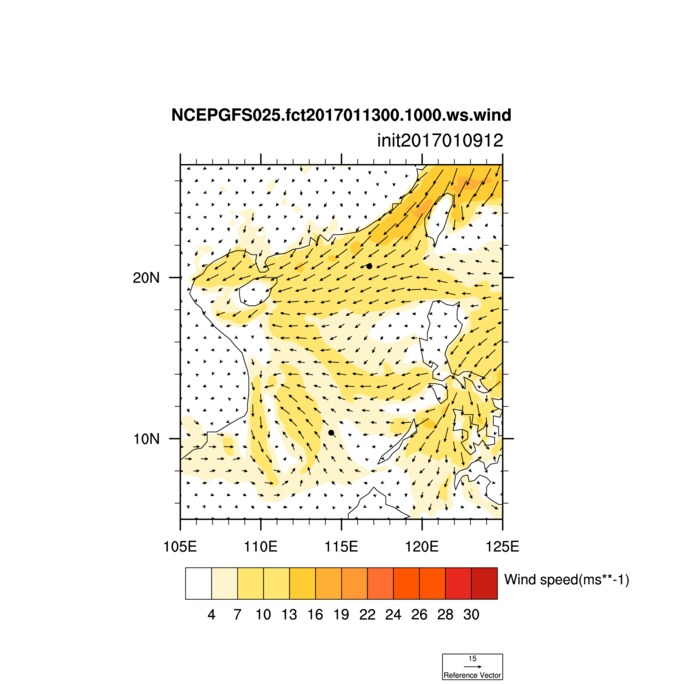 NCEPGFS025.fct2017011300.1000.ws.wind
init2017010912
20N
10N
105E 110E 115E 120E 125E
Wind speed(ms**-1)
4 7 10 13 16 19 22 24 26 28 30
15
Reference Vector